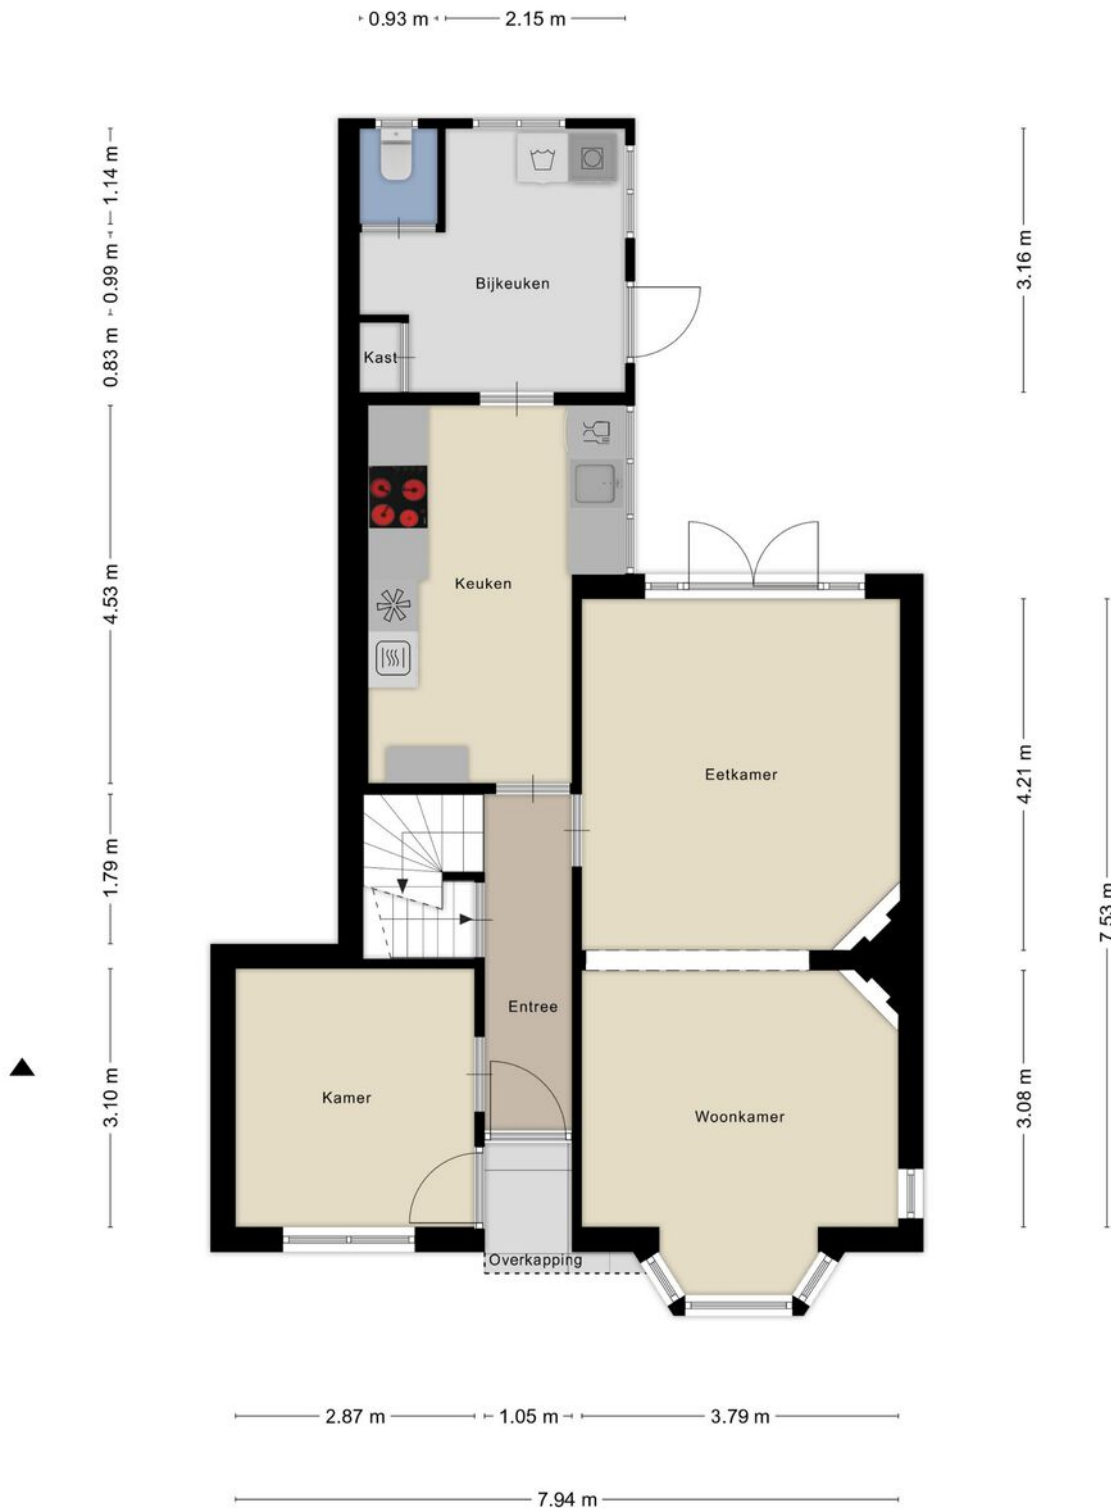 0.93 m
2.15 m
1.14 m
0.99 m
0.83 m
3.16 m
Bijkeuken
Kast
4.53 m
Keuken
Eetkamer
4.21 m
1.79 m
7.53 m
Entree
3.10 m
Kamer
Woonkamer
3.08 m
Overkapping
2.87 m
1.05 m
3.79 m
7.94 m